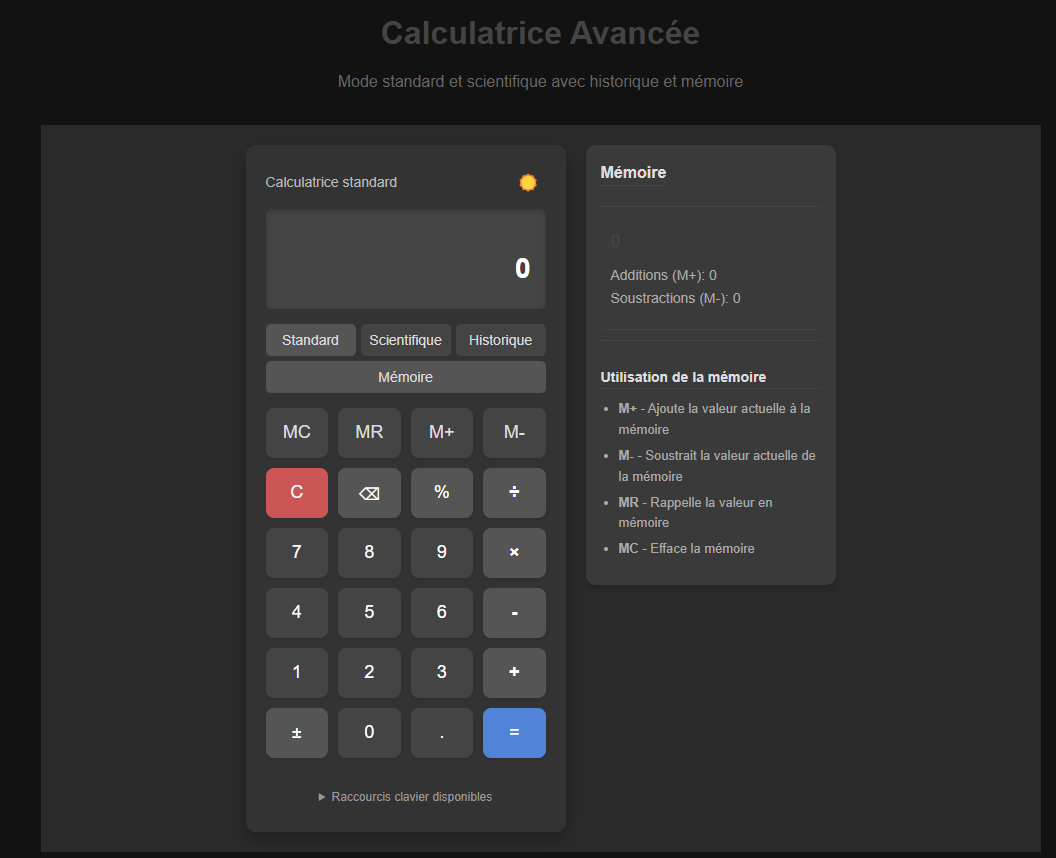 Calculatrice Avancée
Mode standard et scientifique avec historique et mémoire
Calculatrice standard
0
Standard Scientifique Historique
Mémoire
MC MR M+ M-
C ⌫ % ÷
7 8 9 ×
4 5 6 -
1 2 3 +
± 0 . =
► Raccourcis clavier disponibles
Mémoire
0
Additions (M+): 0
Soustractions (M-): 0
Utilisation de la mémoire
• M+ - Ajoute la valeur actuelle à la
mémoire
• M- - Soustrait la valeur actuelle de
la mémoire
• MR - Rappelle la valeur en
mémoire
• MC - Efface la mémoire